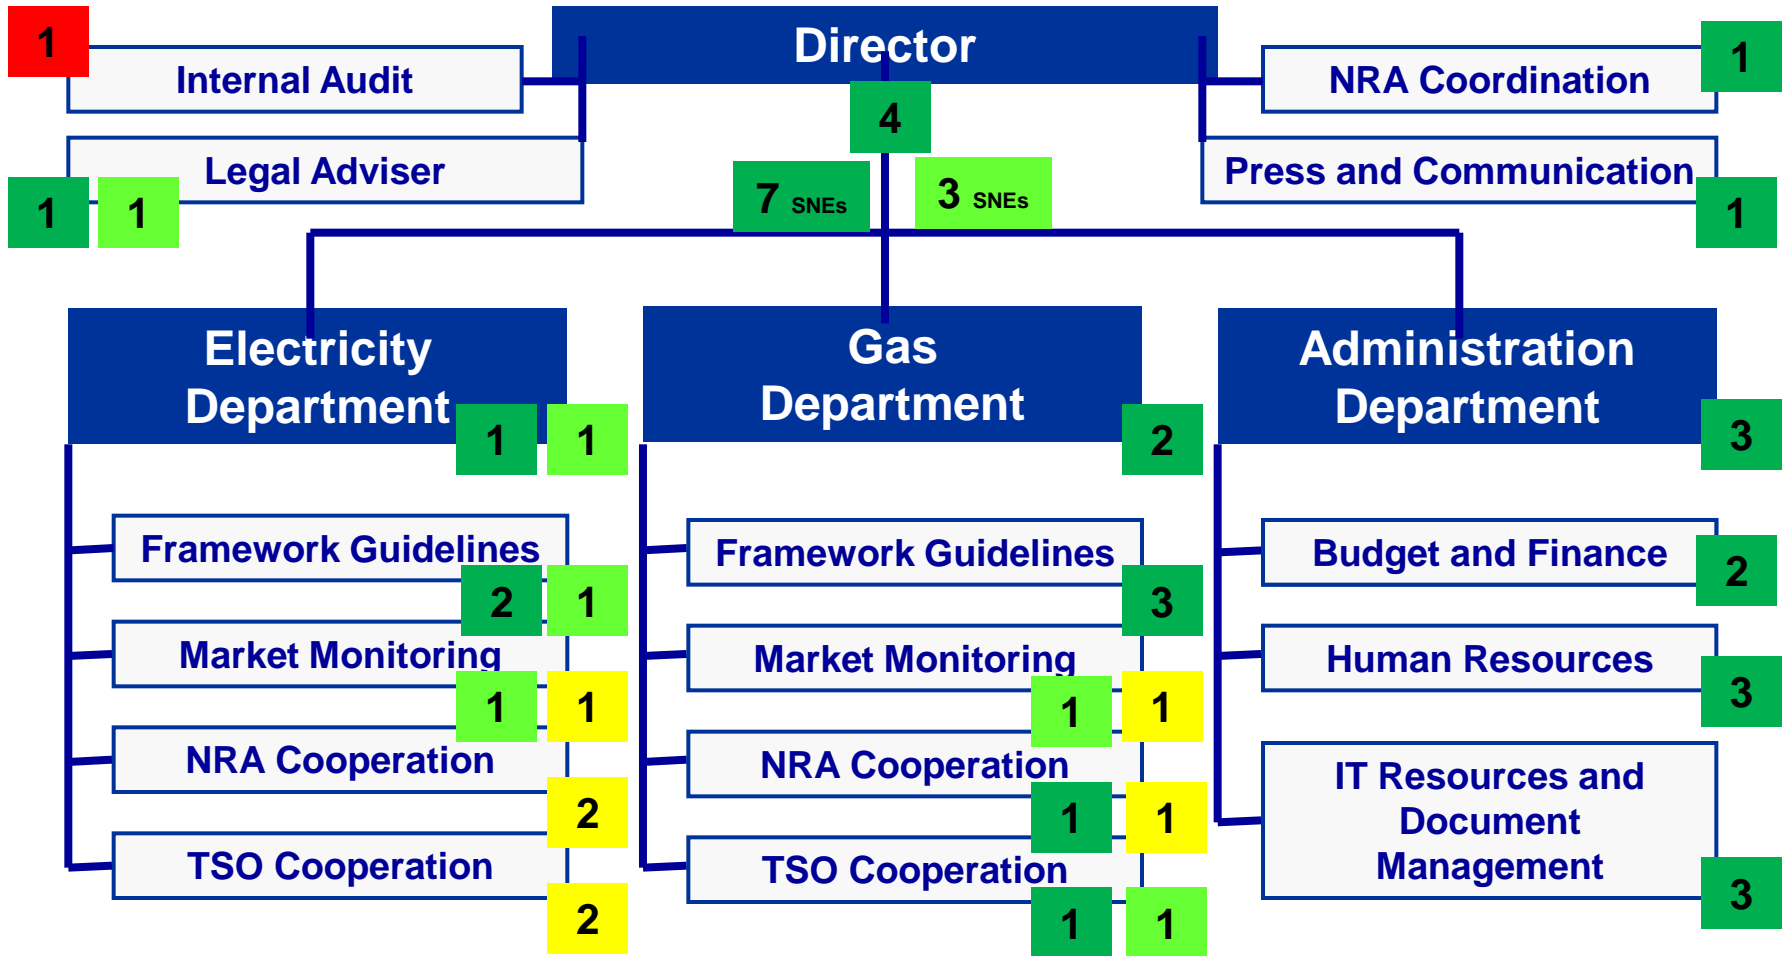 1
Director
1
Internal Audit
NRA Coordination
4
Legal Adviser
Press and Communication
1
1
7 SNEs
3 SNEs
1
Electricity
Department
1
1
Gas
Department
2
Administration
Department
3
Framework Guidelines
2
1
Market Monitoring
1
1
NRA Cooperation
2
TSO Cooperation
2
Framework Guidelines
3
Market Monitoring
1
1
NRA Cooperation
1
1
TSO Cooperation
1
1
Budget and Finance
2
Human Resources
3
IT Resources and
Document
Management
3